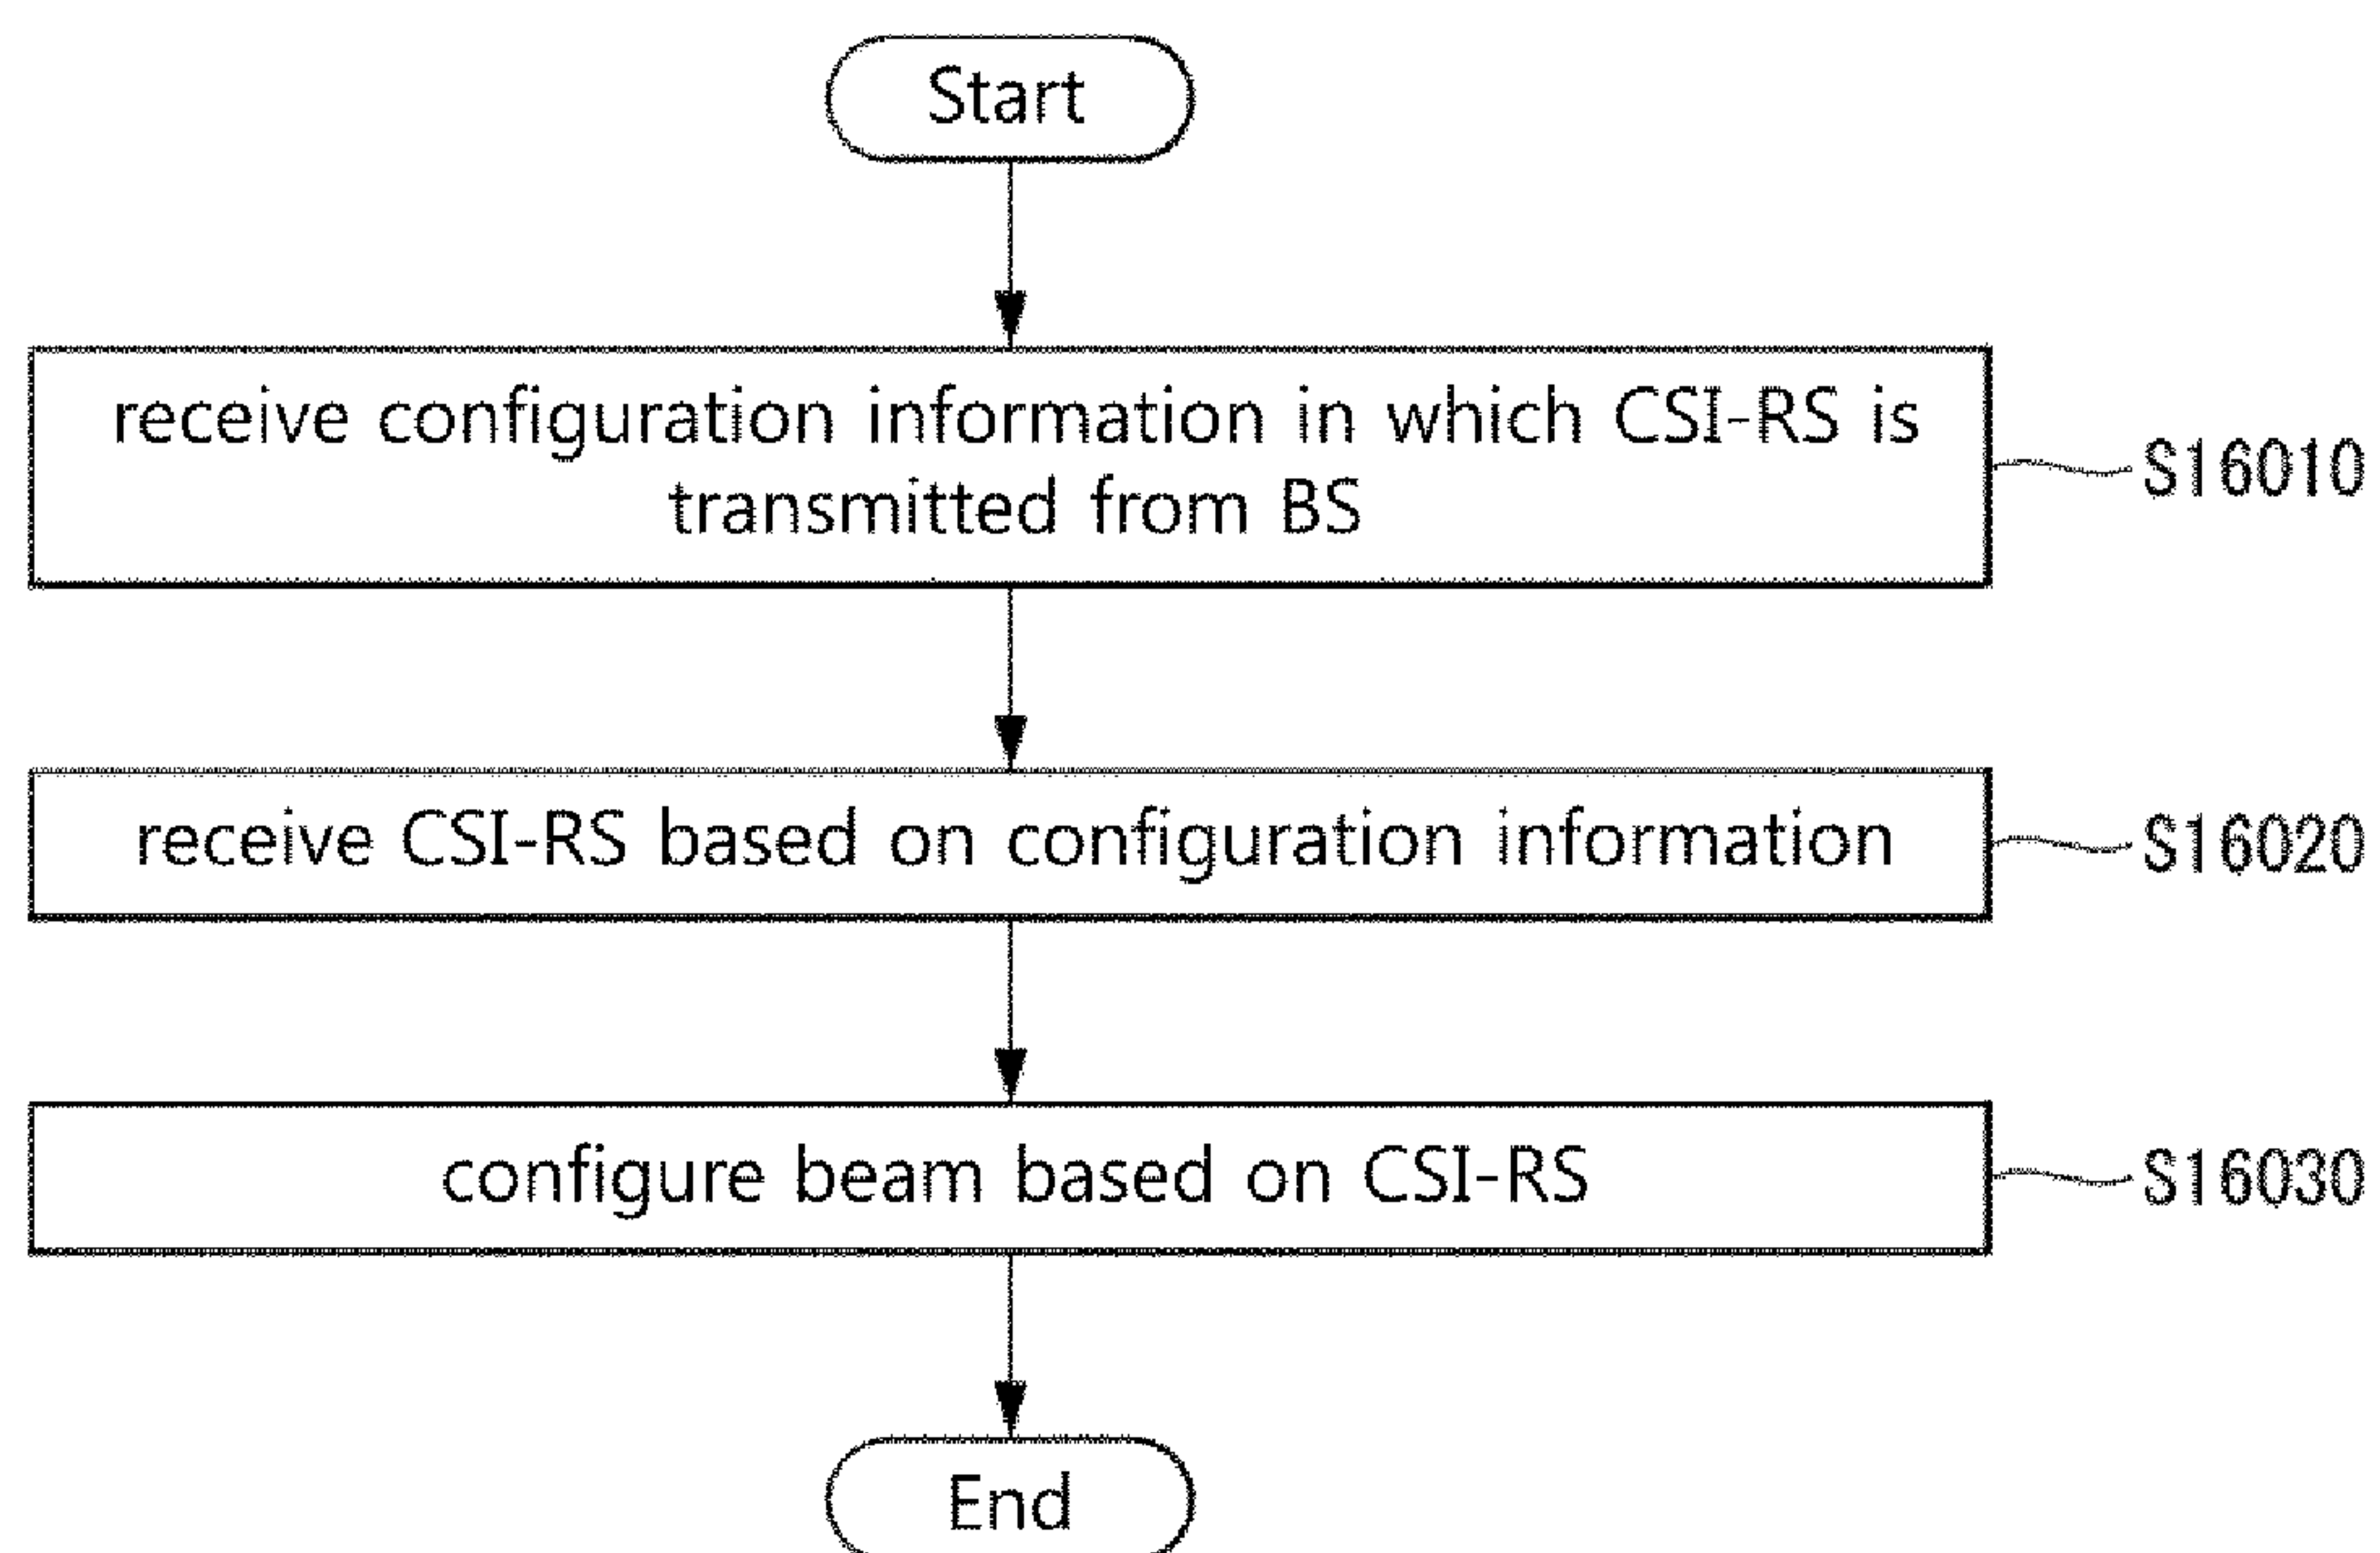 Start
receive configuration information in which CSI-RS is
transmitted from BS
S16010
receive CSI-RS based on configuration information
S16020
configure beam based on CSI-RS
S16030
End